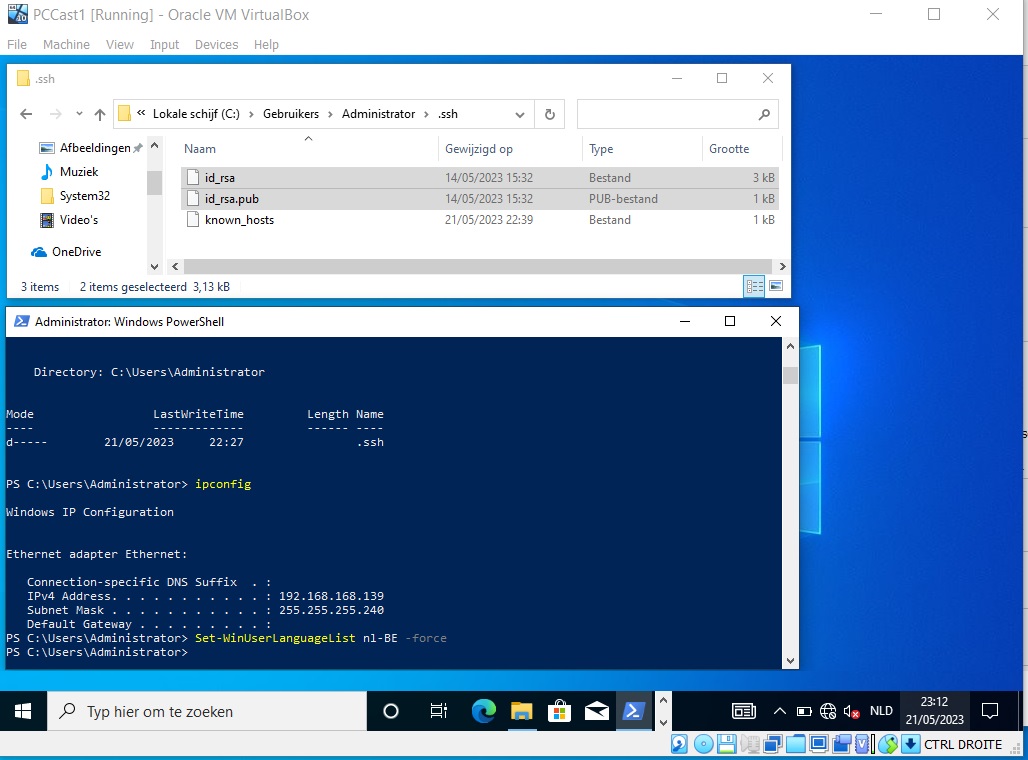 PCCast1 [Running] - Oracle VM VirtualBox
File Machine View Input Devices Help
.ssh
« Lokale schijf (C:) › Gebruikers › Administrator › .ssh
Naam Gewijzigd op Type Grootte
Afbeeldingen
Muziek
System32
Video's
OneDrive
id_rsa 14/05/2023 15:32 Bestand 3 kB
id_rsa.pub 14/05/2023 15:32 PUB-bestand 1 kB
known_hosts 21/05/2023 22:39 Bestand 1 kB
3 items 2 items geselecteerd 3,13 kB
Administrator: Windows PowerShell
Directory: C:\Users\Administrator
Mode LastWriteTime Length Name
---- ------------- ------ ----
d----- 21/05/2023 22:27 .ssh
PS C:\Users\Administrator> ipconfig
Windows IP Configuration
Ethernet adapter Ethernet:
Connection-specific DNS Suffix . :
IPv4 Address. . . . . . . . . . . : 192.168.168.139
Subnet Mask . . . . . . . . . . . : 255.255.255.240
Default Gateway . . . . . . . . . :
PS C:\Users\Administrator> Set-WinUserLanguageList nl-BE -force
PS C:\Users\Administrator>
Typ hier om te zoeken
NLD
23:12
21/05/2023
CTRL DROITE